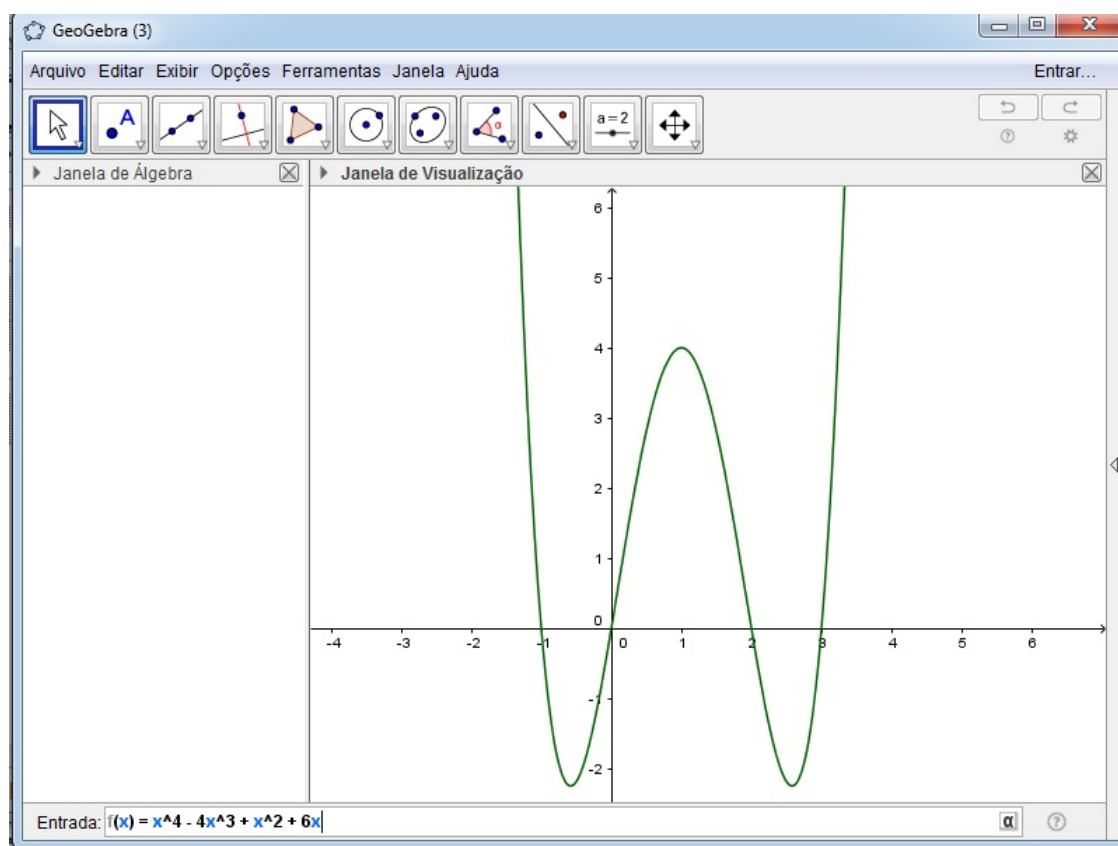 GeoGebra (3)
Arquivo Editar Exibir Opções Ferramentas Janela Ajuda Entrar...
A α a = 2
Janela de Álgebra Janela de Visualização
6
5
4
3
2
1
0
-4 -3 -2 -1 0 1 2 3 4 5 6
-1
-2
Entrada: f(x) = x^4 - 4x^3 + x^2 + 6x α